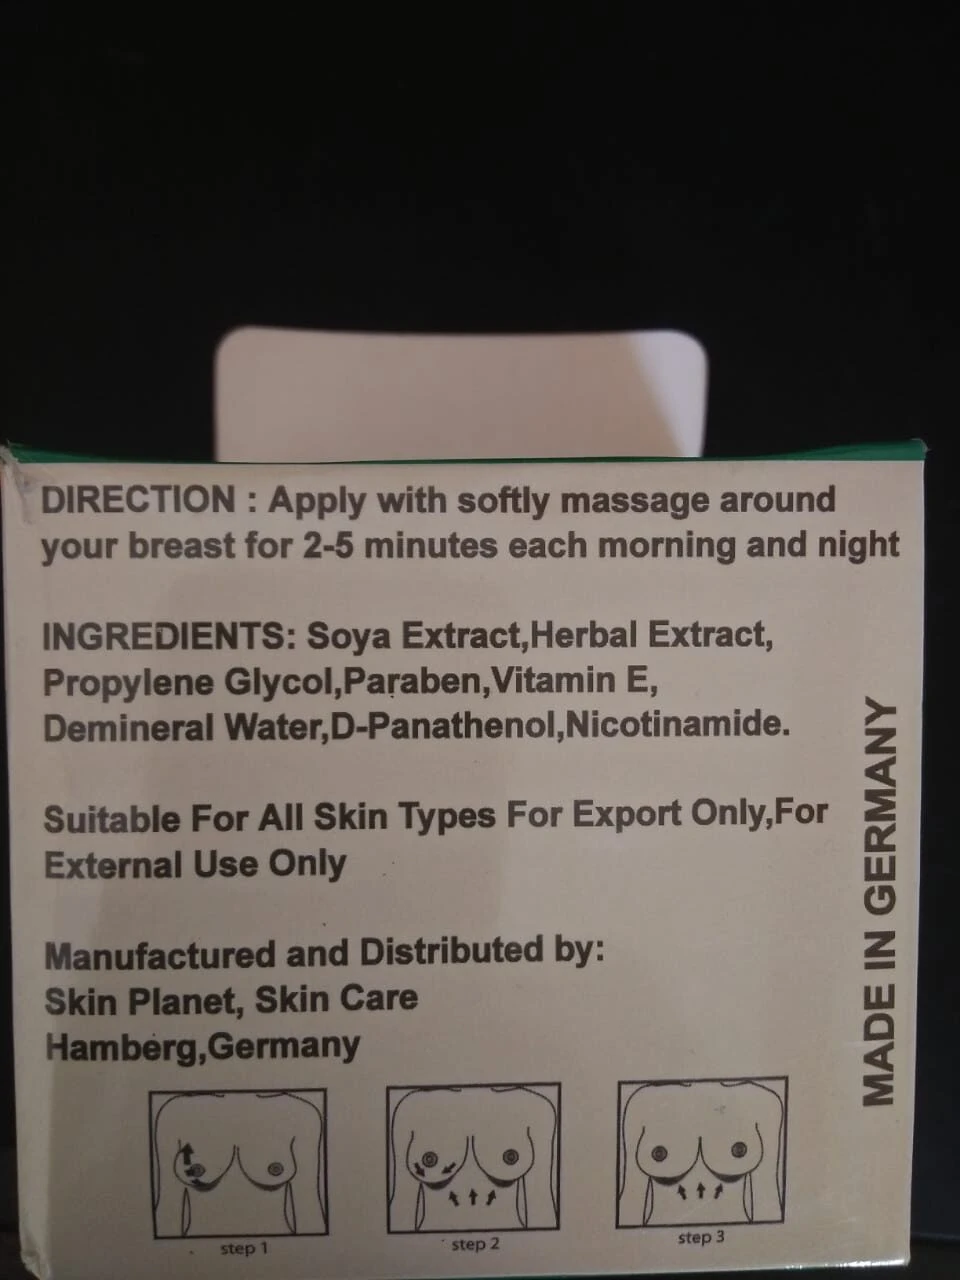 DIRECTION : Apply with softly massage around
your breast for 2-5 minutes each morning and night
INGREDIENTS: Soya Extract,Herbal Extract,
Propylene Glycol,Paraben,Vitamin E,
Demineral Water,D-Panathenol,Nicotinamide.
Suitable For All Skin Types For Export Only,For
External Use Only
Manufactured and Distributed by:
Skin Planet, Skin Care
Hamberg,Germany
MADE IN GERMANY
step 1
step 2
step 3